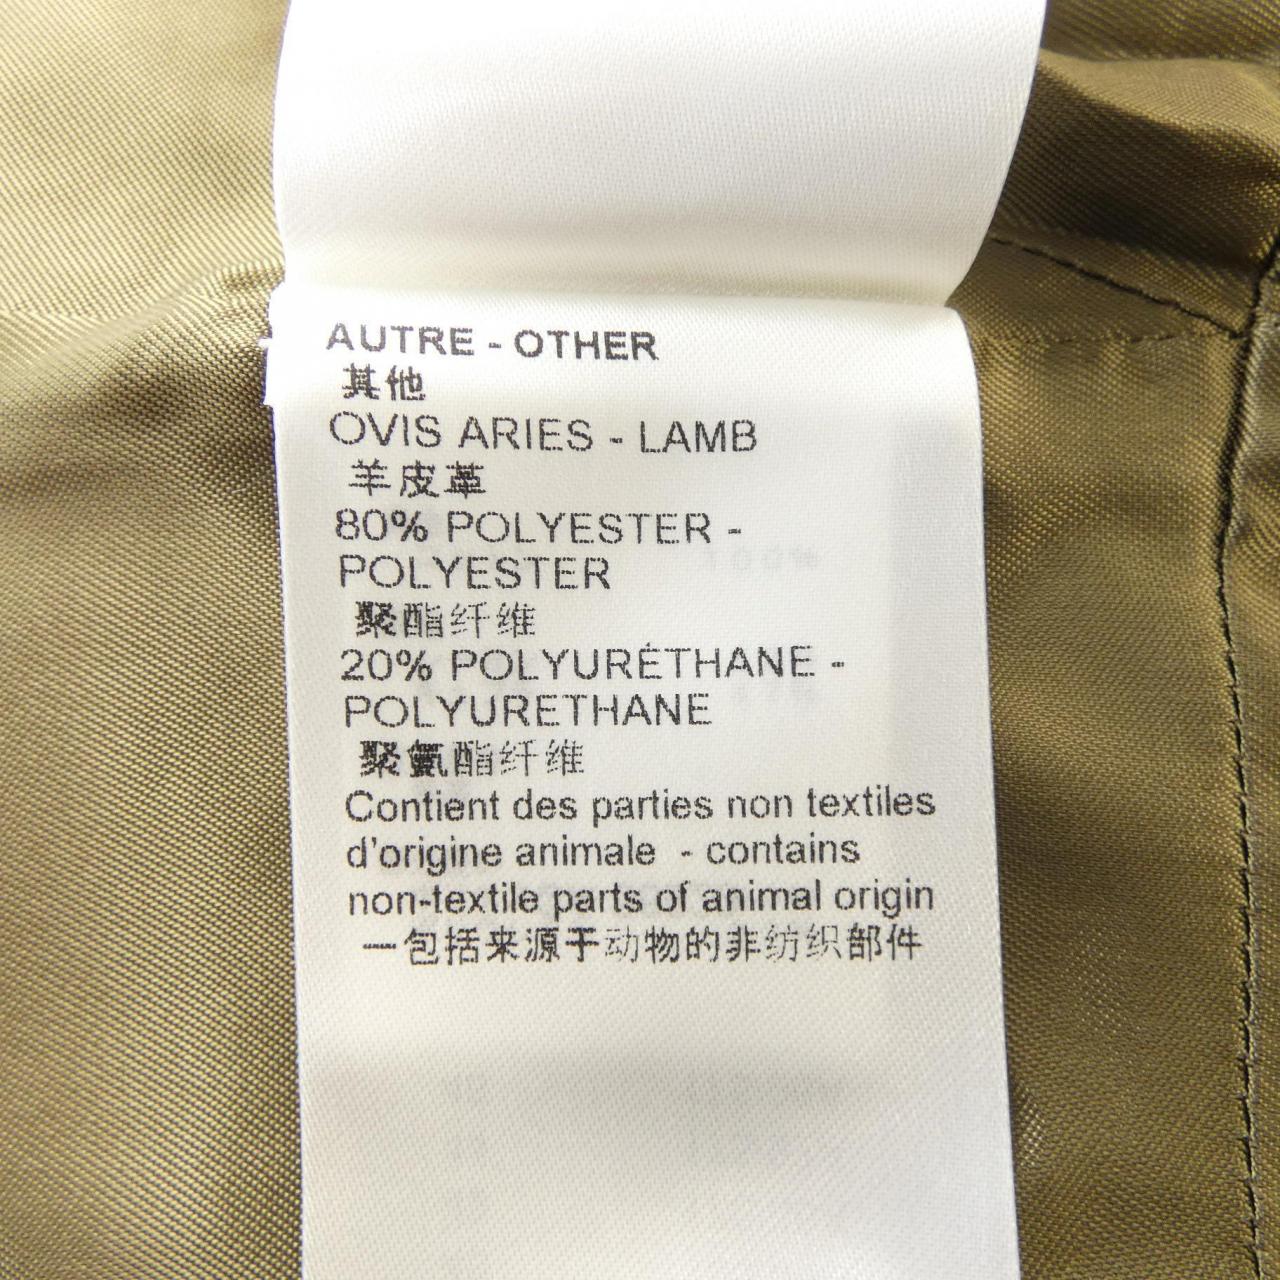 AUTRE - OTHER
其他
OVIS ARIES - LAMB
羊皮革
80% POLYESTER -
POLYESTER
聚酯纤维
20% POLYURÉTHANE -
POLYURETHANE
聚氨酯纤维
Contient des parties non textiles
d'origine animale - contains
non-textile parts of animal origin
一包括来源于动物的非纺织部件